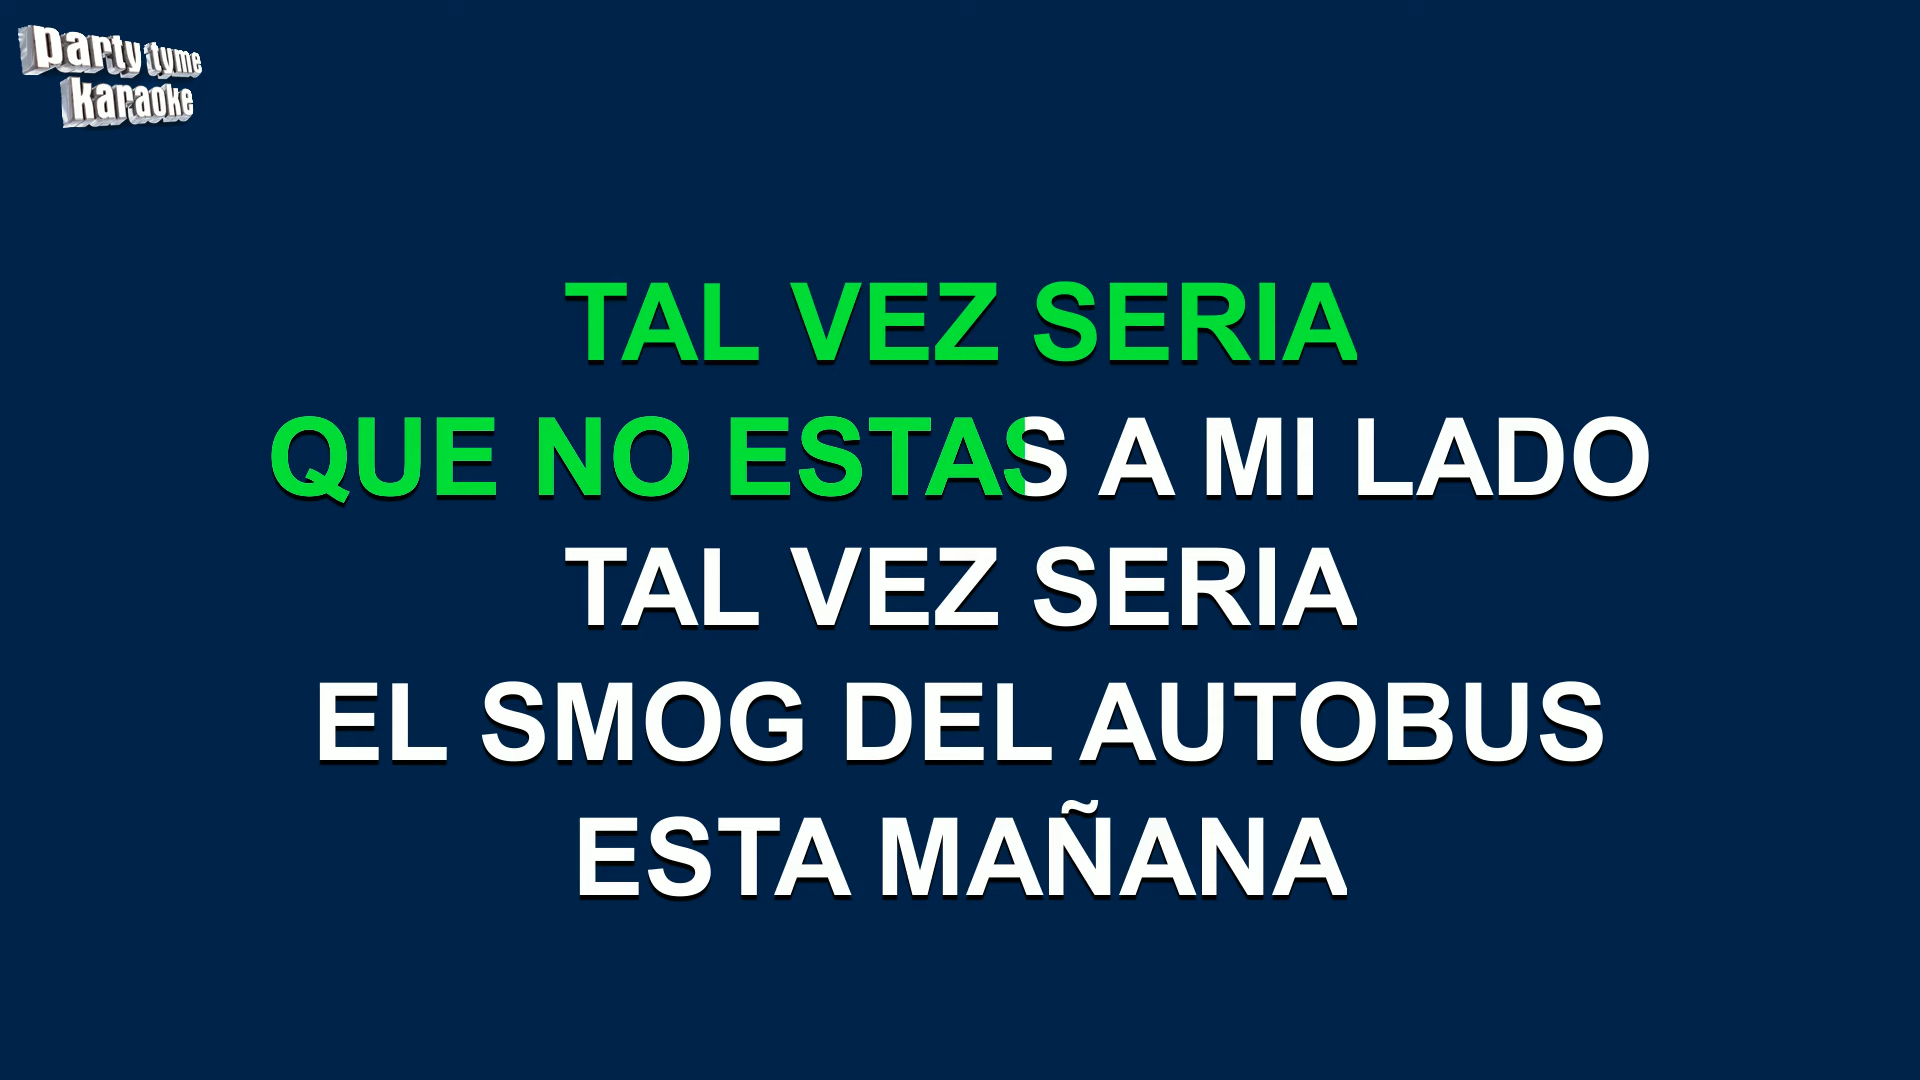 party tyme
karaoke
TAL VEZ SERIA
QUE NO ESTAS A MI LADO
TAL VEZ SERIA
EL SMOG DEL AUTOBUS
ESTA MAÑANA